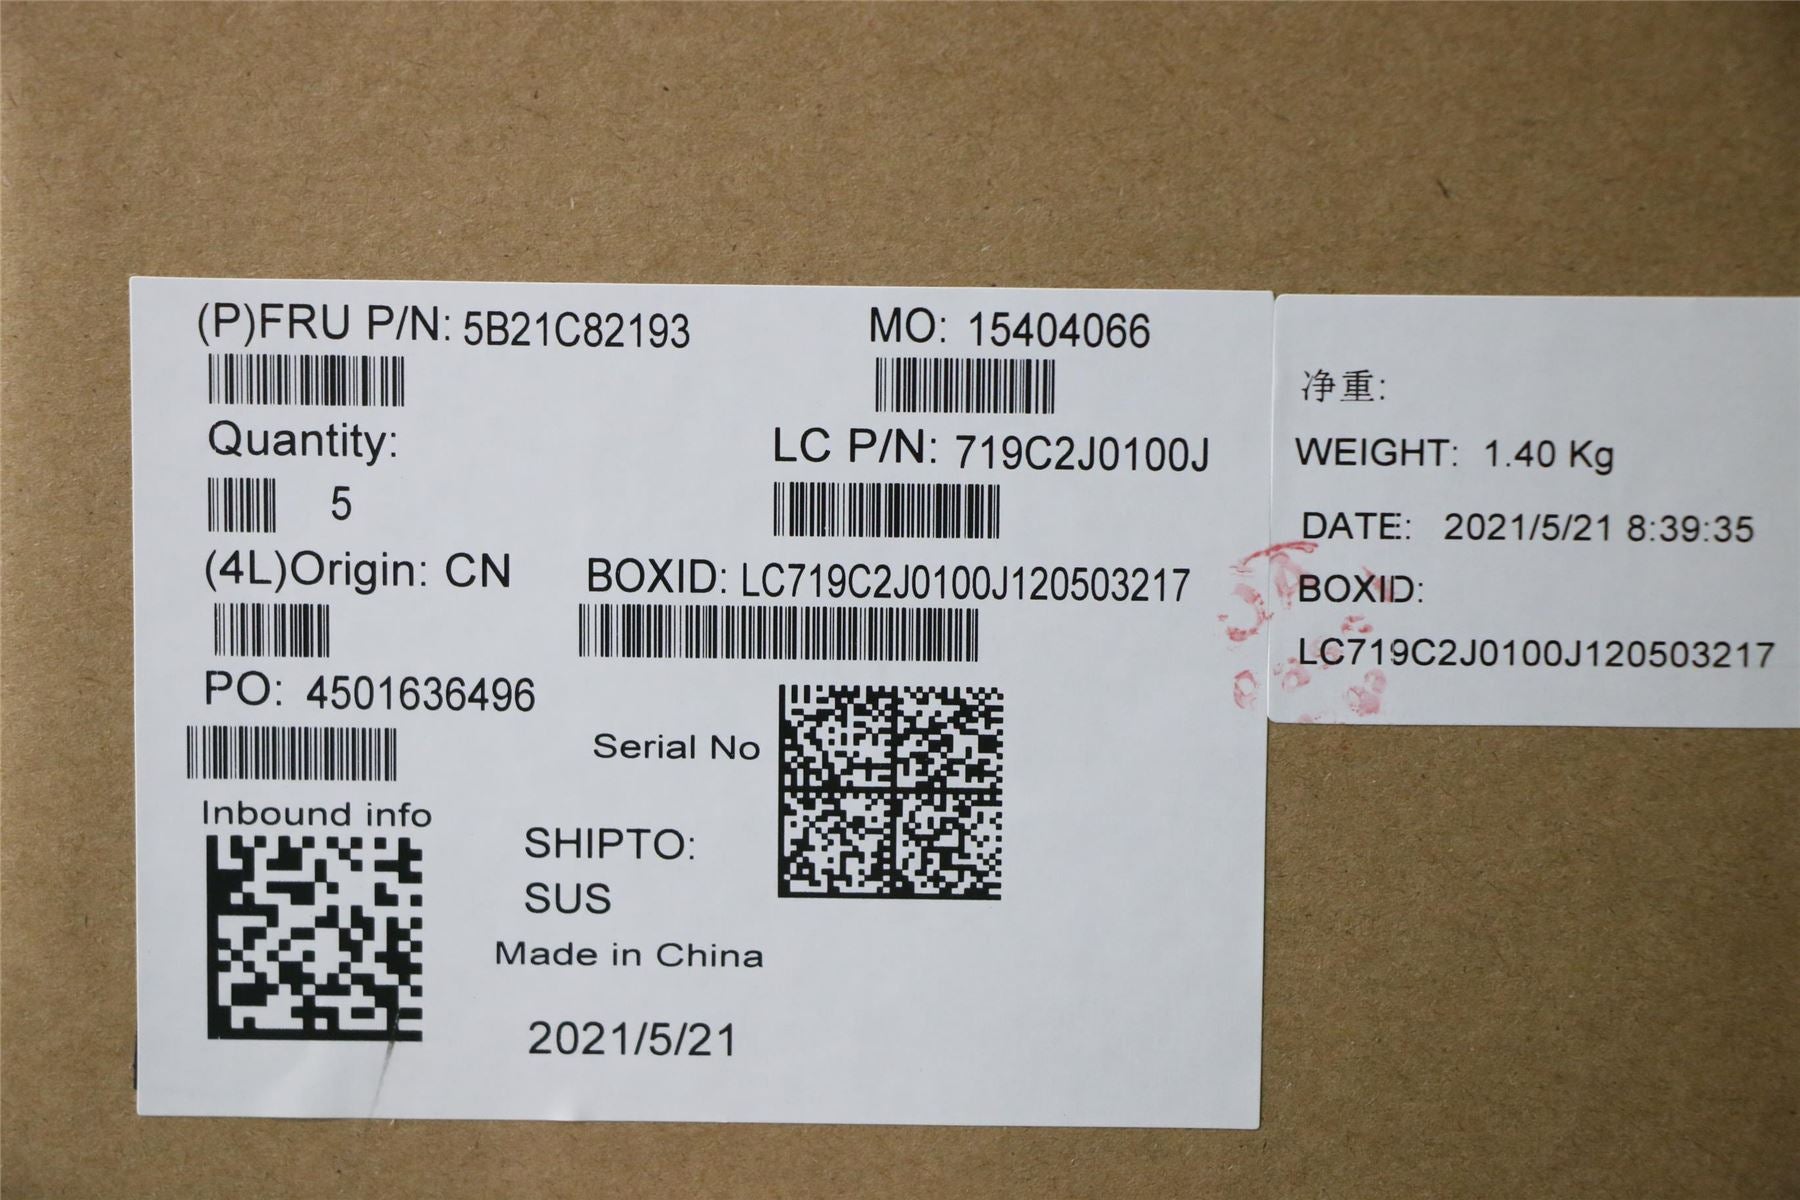 (P)FRU P/N: 5B21C82193
MO: 15404066
Quantity:
5
LC P/N: 719C2J0100J
(4L)Origin: CN
BOXID: LC719C2J0100J120503217
PO: 4501636496
Serial No
Inbound info
SHIPTO:
SUS
Made in China
2021/5/21
净重:
WEIGHT: 1.40 Kg
DATE: 2021/5/21 8:39:35
BOXID:
LC719C2J0100J120503217